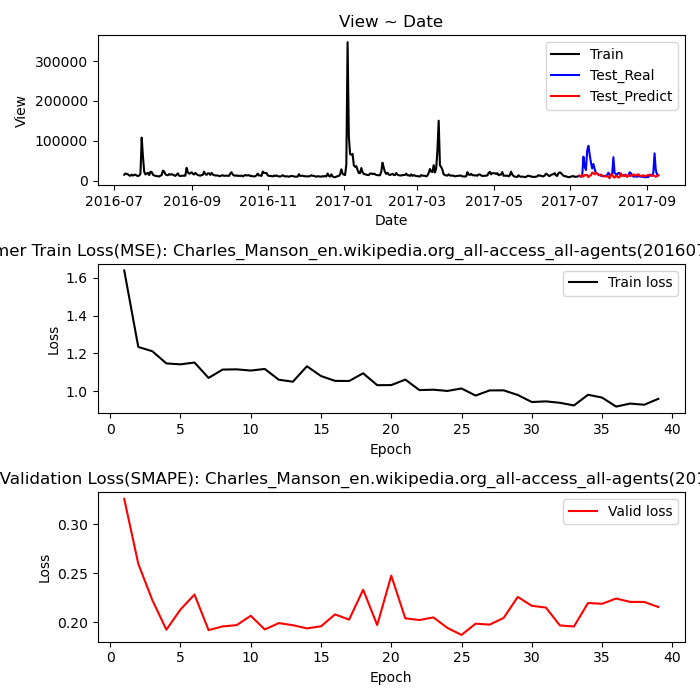 View ~ Date
300000
200000
100000
0
View
Train
Test_Real
Test_Predict
2016-07 2016-09 2016-11 2017-01 2017-03 2017-05 2017-07 2017-09
Date
mer Train Loss(MSE): Charles_Manson_en.wikipedia.org_all-access_all-agents(201607
1.6
1.4
1.2
1.0
Loss
Train loss
0 5 10 15 20 25 30 35 40
Epoch
Validation Loss(SMAPE): Charles_Manson_en.wikipedia.org_all-access_all-agents(201
0.30
0.25
0.20
Loss
Valid loss
0 5 10 15 20 25 30 35 40
Epoch